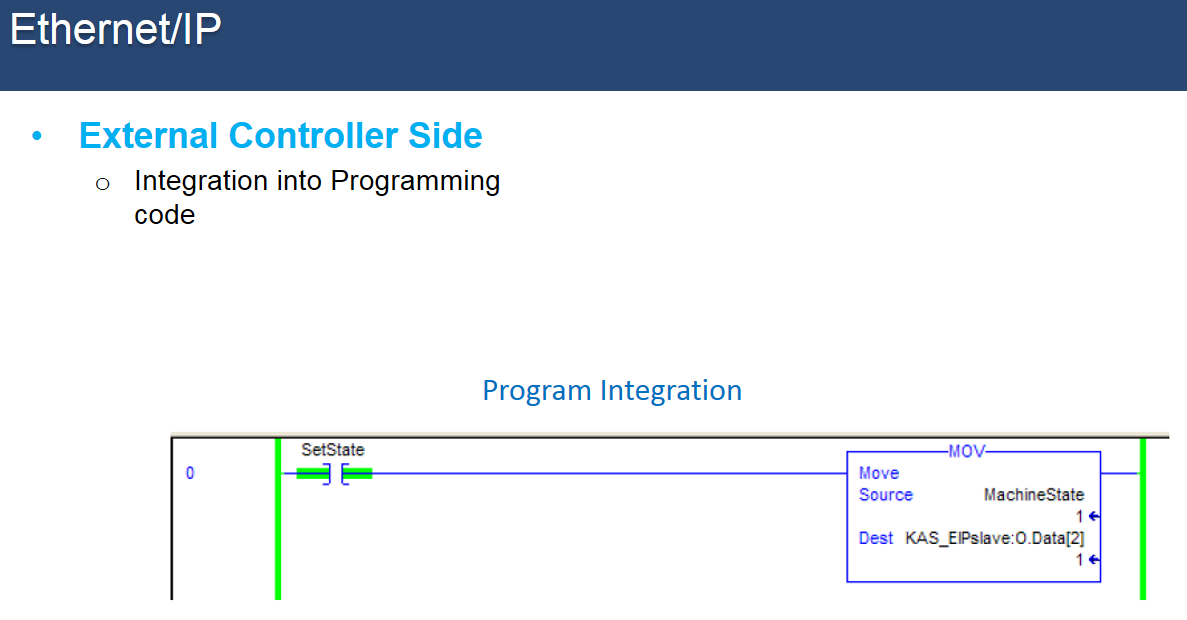 Ethernet/IP
• External Controller Side
o Integration into Programming
code
Program Integration
SetState
0
MOV
Move
Source MachineState
1
Dest KAS_EIPslave:O.Data[2]
1